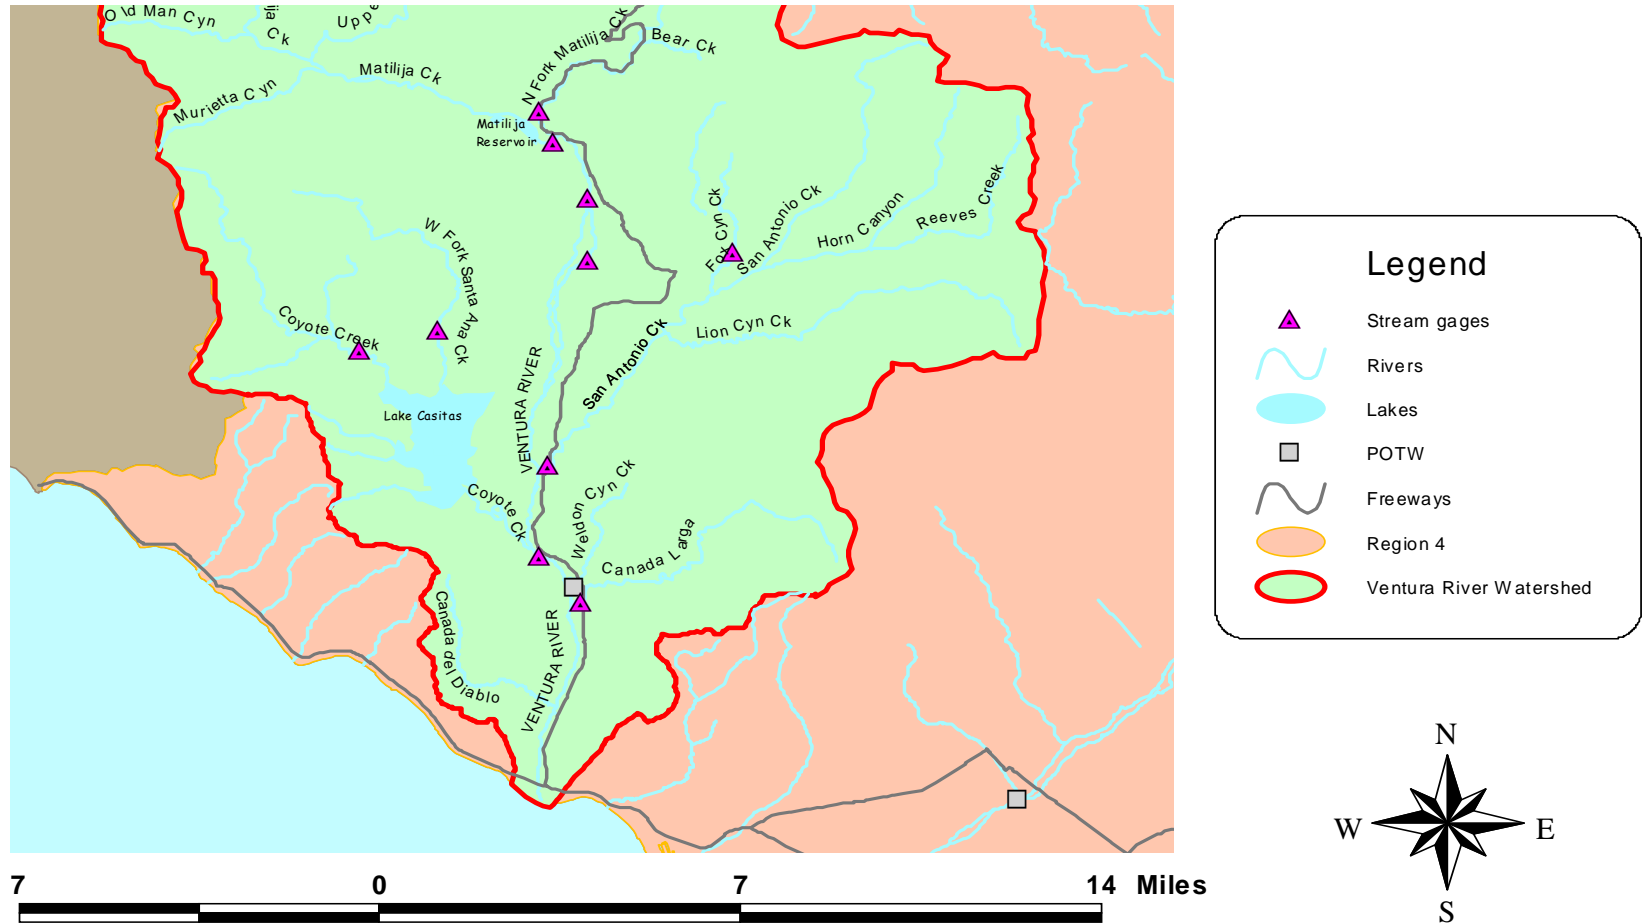 Old Man Cyn
Ck
Uppe
N Fork Matilija Ck
Bear Ck
Matilija Ck
Murietta Cyn
Matilija
Reservoir
W Fork Santa Ana Ck
Fox Cyn Ck
San Antonio Ck
Horn Canyon
Reeves Creek
Coyote Creek
Lion Cyn Ck
San Antonio Ck
VENTURA RIVER
Lake Casitas
Coyote Ck
Weldon Cyn Ck
Canada Larga
Canada del Diablo
VENTURA RIVER
Legend
Stream gages
Rivers
Lakes
POTW
Freeways
Region 4
Ventura River Watershed
N
W
E
S
7 0 7 14 Miles